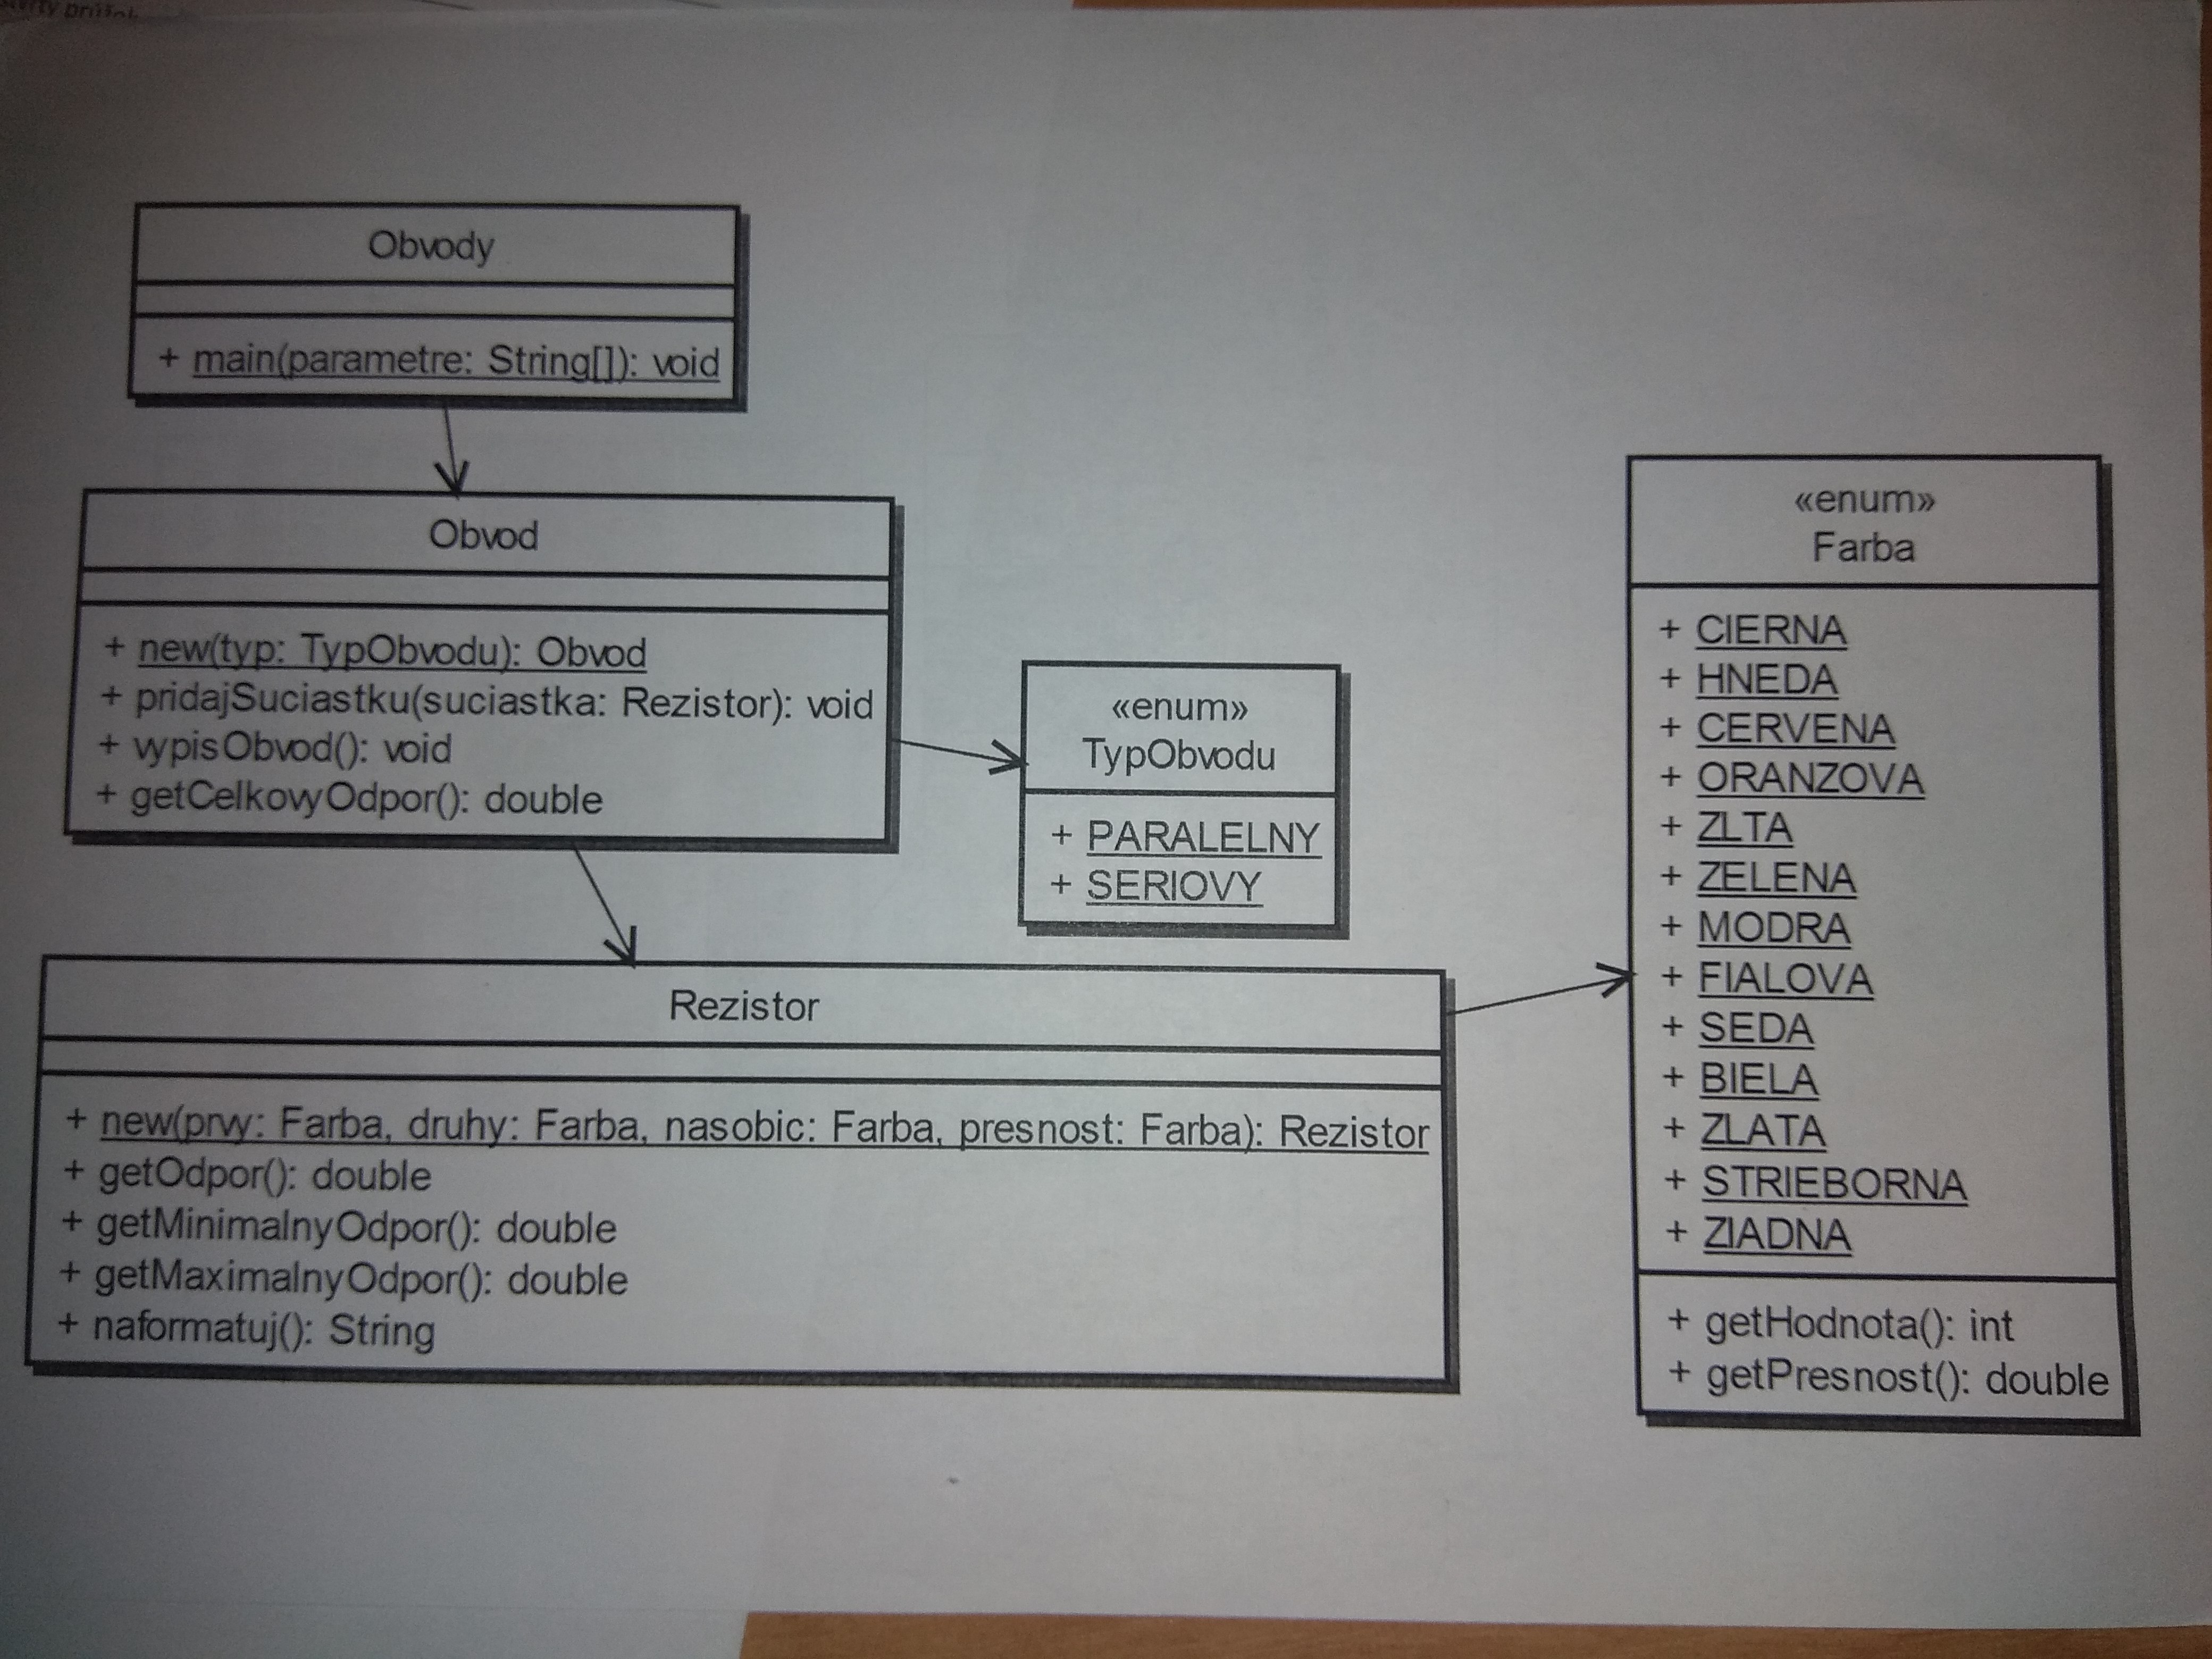 Obvody
+ main(parametre: String[]): void
Obvod
+ new(typ: TypObvodu): Obvod
+ pridajSuciastku(suciastka: Rezistor): void
+ vypisObvod(): void
+ getCelkovyOdpor(): double
«enum»
TypObvodu
+ PARALELNY
+ SERIOVY
Rezistor
+ new(prvy: Farba, druhy: Farba, nasobic: Farba, presnost: Farba): Rezistor
+ getOdpor(): double
+ getMinimalnyOdpor(): double
+ getMaximalnyOdpor(): double
+ naformatuj(): String
«enum»
Farba
+ CIERNA
+ HNEDA
+ CERVENA
+ ORANZOVA
+ ZLTA
+ ZELENA
+ MODRA
+ FIALOVA
+ SEDA
+ BIELA
+ ZLATA
+ STRIEBORNA
+ ZIADNA
+ getHodnota(): int
+ getPresnost(): double